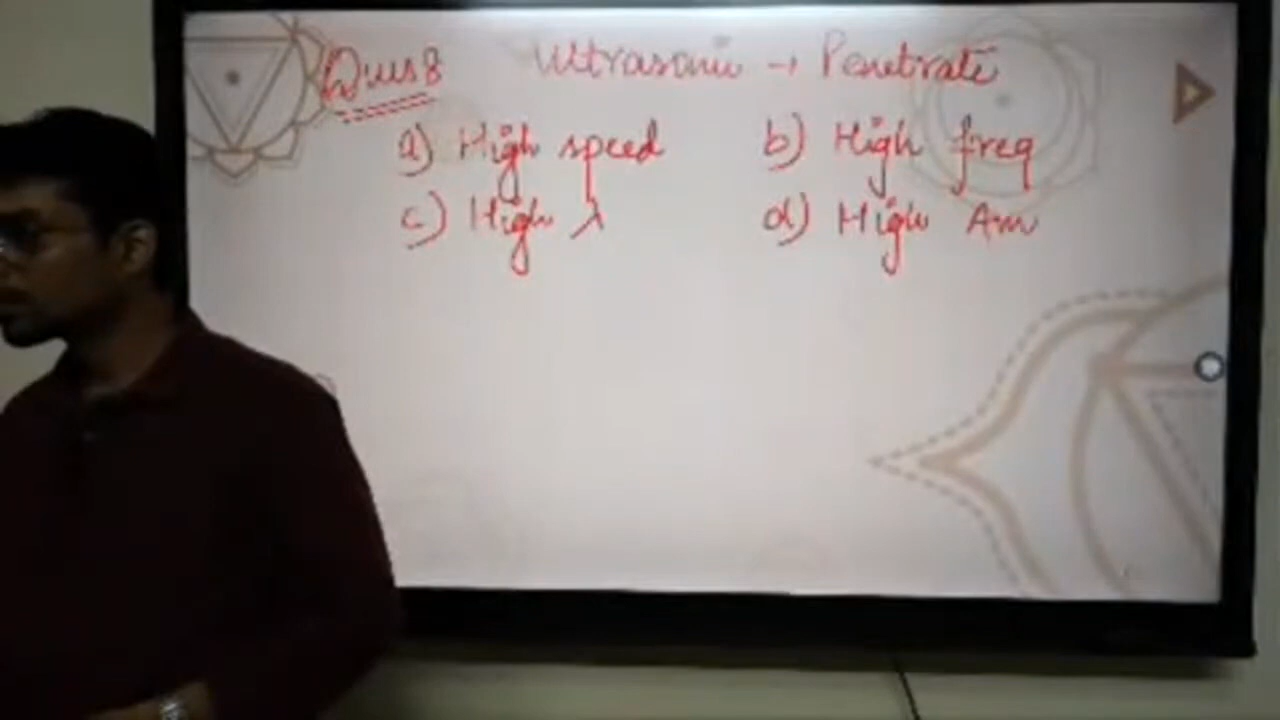 Ques 8 Ultrasonic → Penetrate
a) High speed b) High freq
c) High λ d) High Am